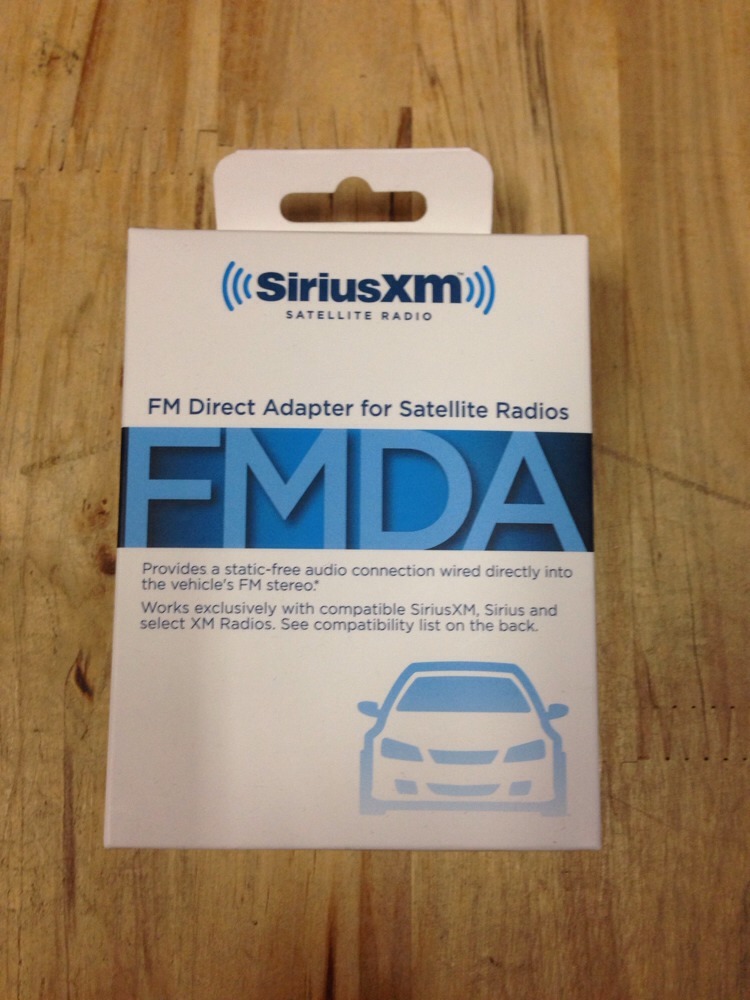 SiriusXM™
SATELLITE RADIO
FM Direct Adapter for Satellite Radios
FMDA
Provides a static-free audio connection wired directly into
the vehicle's FM stereo.*
Works exclusively with compatible SiriusXM, Sirius and
select XM Radios. See compatibility list on the back.